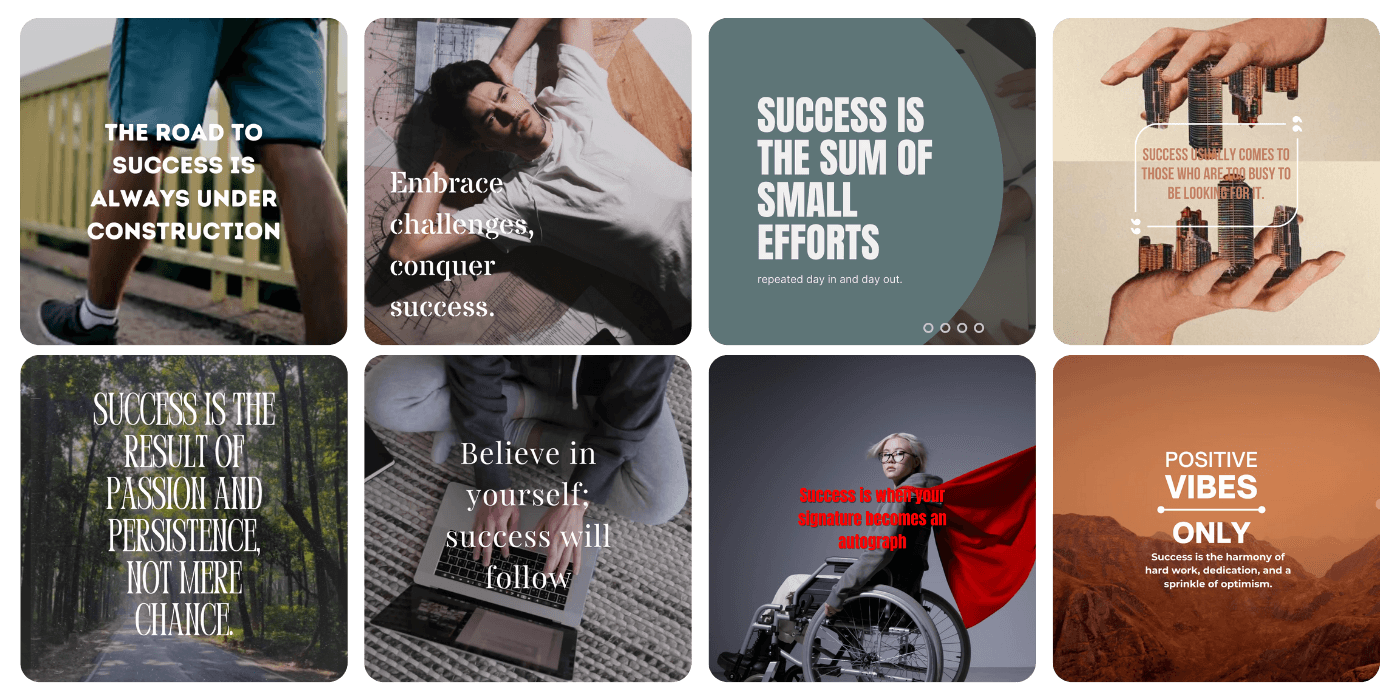 THE ROAD TO
SUCCESS IS
ALWAYS UNDER
CONSTRUCTION
Embrace
challenges,
conquer
success.
SUCCESS IS
THE SUM OF
SMALL
EFFORTS
repeated day in and day out.
SUCCESS USUALLY COMES TO
THOSE WHO ARE TOO BUSY TO
BE LOOKING FOR IT.
SUCCESS IS THE
RESULT OF
PASSION AND
PERSISTENCE,
NOT MERE
CHANCE.
Believe in
yourself;
success will
follow
Success is when your
signature becomes an
autograph
POSITIVE
VIBES
ONLY
Success is the harmony of
hard work, dedication, and a
sprinkle of optimism.